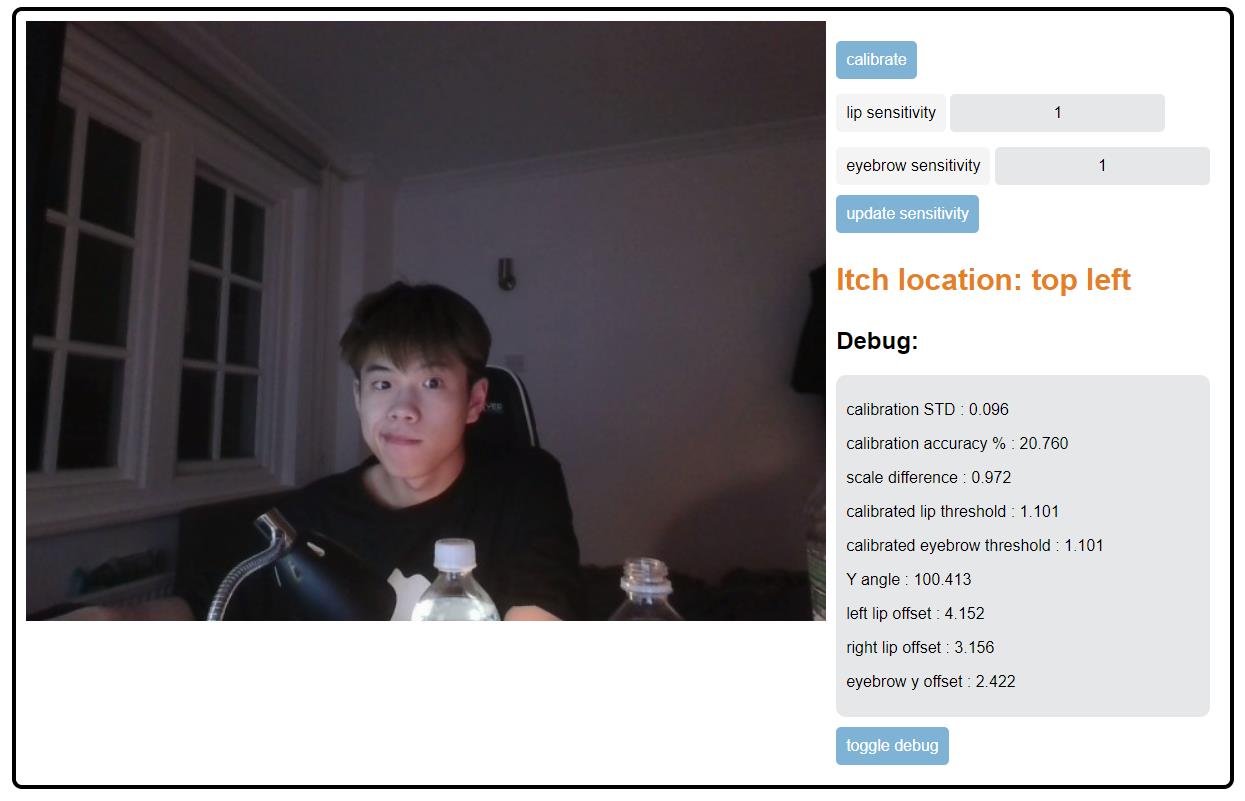 calibrate
lip sensitivity 1
eyebrow sensitivity 1
update sensitivity
Itch location: top left
Debug:
calibration STD : 0.096
calibration accuracy % : 20.760
scale difference : 0.972
calibrated lip threshold : 1.101
calibrated eyebrow threshold : 1.101
Y angle : 100.413
left lip offset : 4.152
right lip offset : 3.156
eyebrow y offset : 2.422
toggle debug